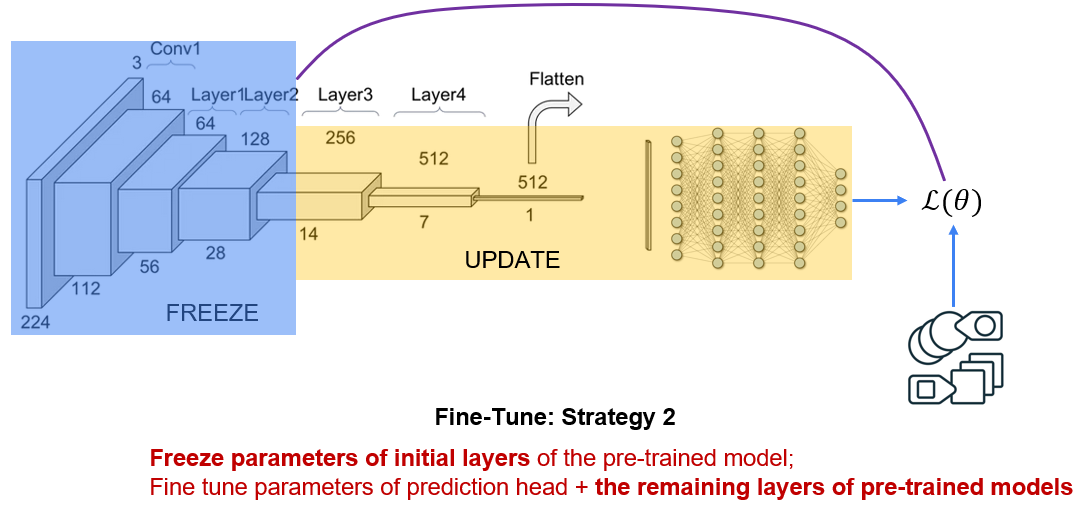 Conv1
3
Flatten
64
Layer1
Layer2
Layer3
Layer4
64
128
256
512
512
14
7
1
28
56
112
224
FREEZE
UPDATE
ℒ(θ)
Fine-Tune: Strategy 2
Freeze parameters of initial layers of the pre-trained model;
Fine tune parameters of prediction head + the remaining layers of pre-trained models